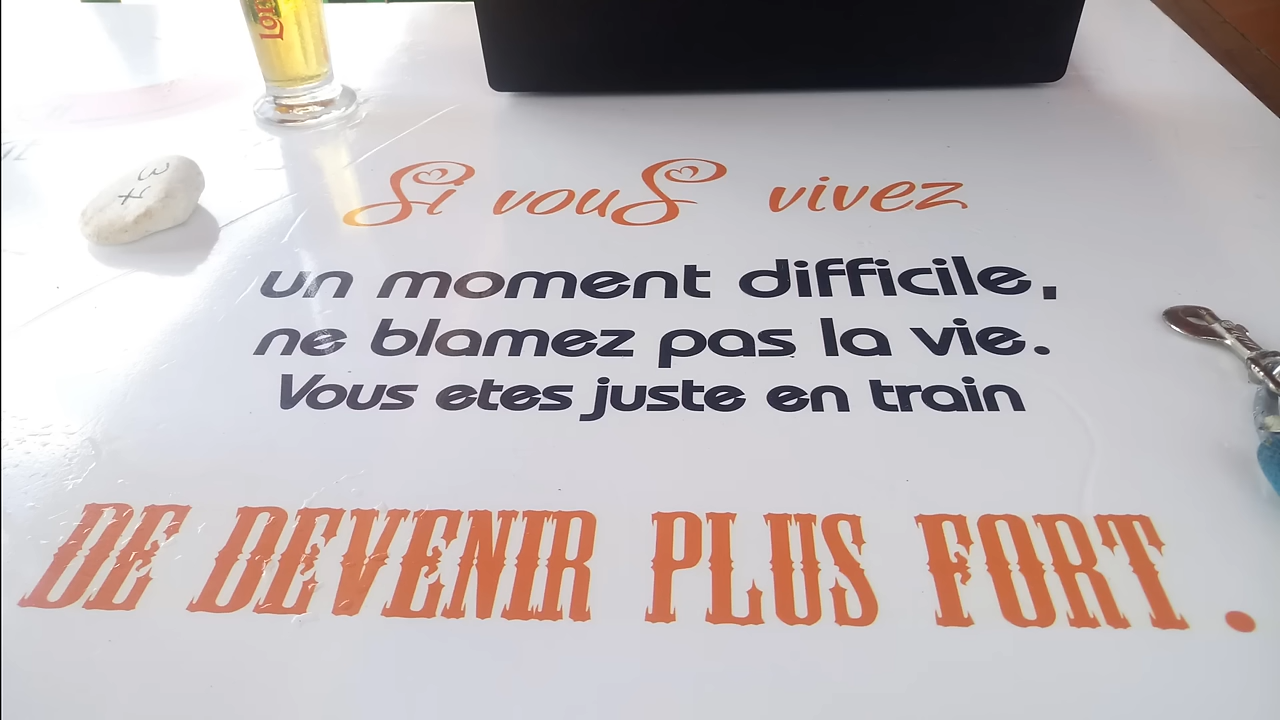 Si vouS vivez
un moment difficile,
ne blamez pas la vie.
Vous etes juste en train
DE DEVENIR PLUS FORT.